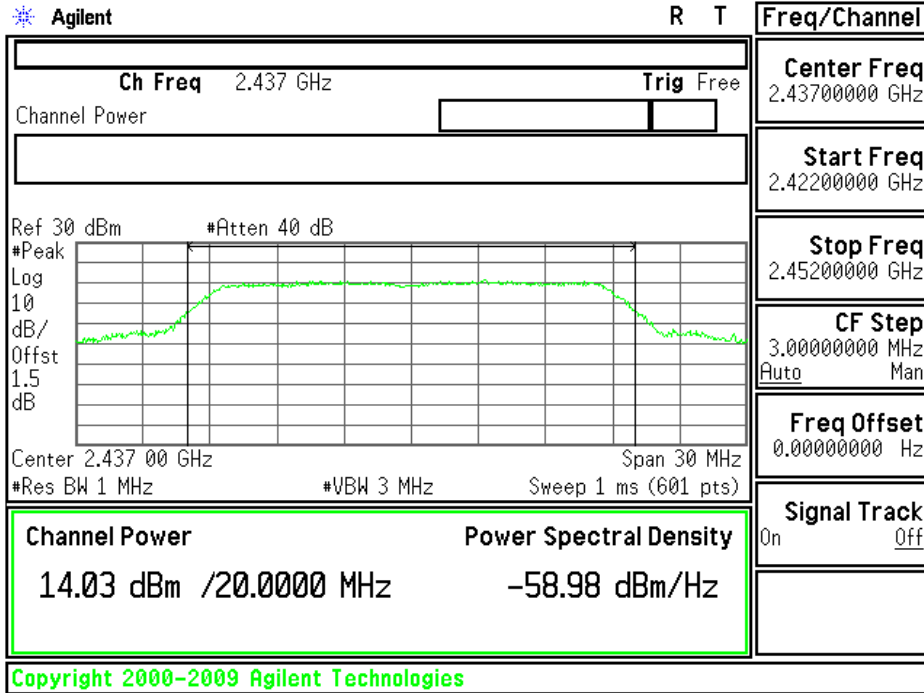 Agilent R T
Ch Freq 2.437 GHz Trig Free
Channel Power
Ref 30 dBm #Atten 40 dB
#Peak
Log
10
dB/
Offst
1.5
dB
Center 2.437 00 GHz Span 30 MHz
#Res BW 1 MHz #VBW 3 MHz Sweep 1 ms (601 pts)
Channel Power Power Spectral Density
14.03 dBm /20.0000 MHz -58.98 dBm/Hz
Copyright 2000-2009 Agilent Technologies
Freq/Channel
Center Freq
2.43700000 GHz
Start Freq
2.42200000 GHz
Stop Freq
2.45200000 GHz
CF Step
3.00000000 MHz
Auto Man
Freq Offset
0.00000000 Hz
Signal Track
On Off